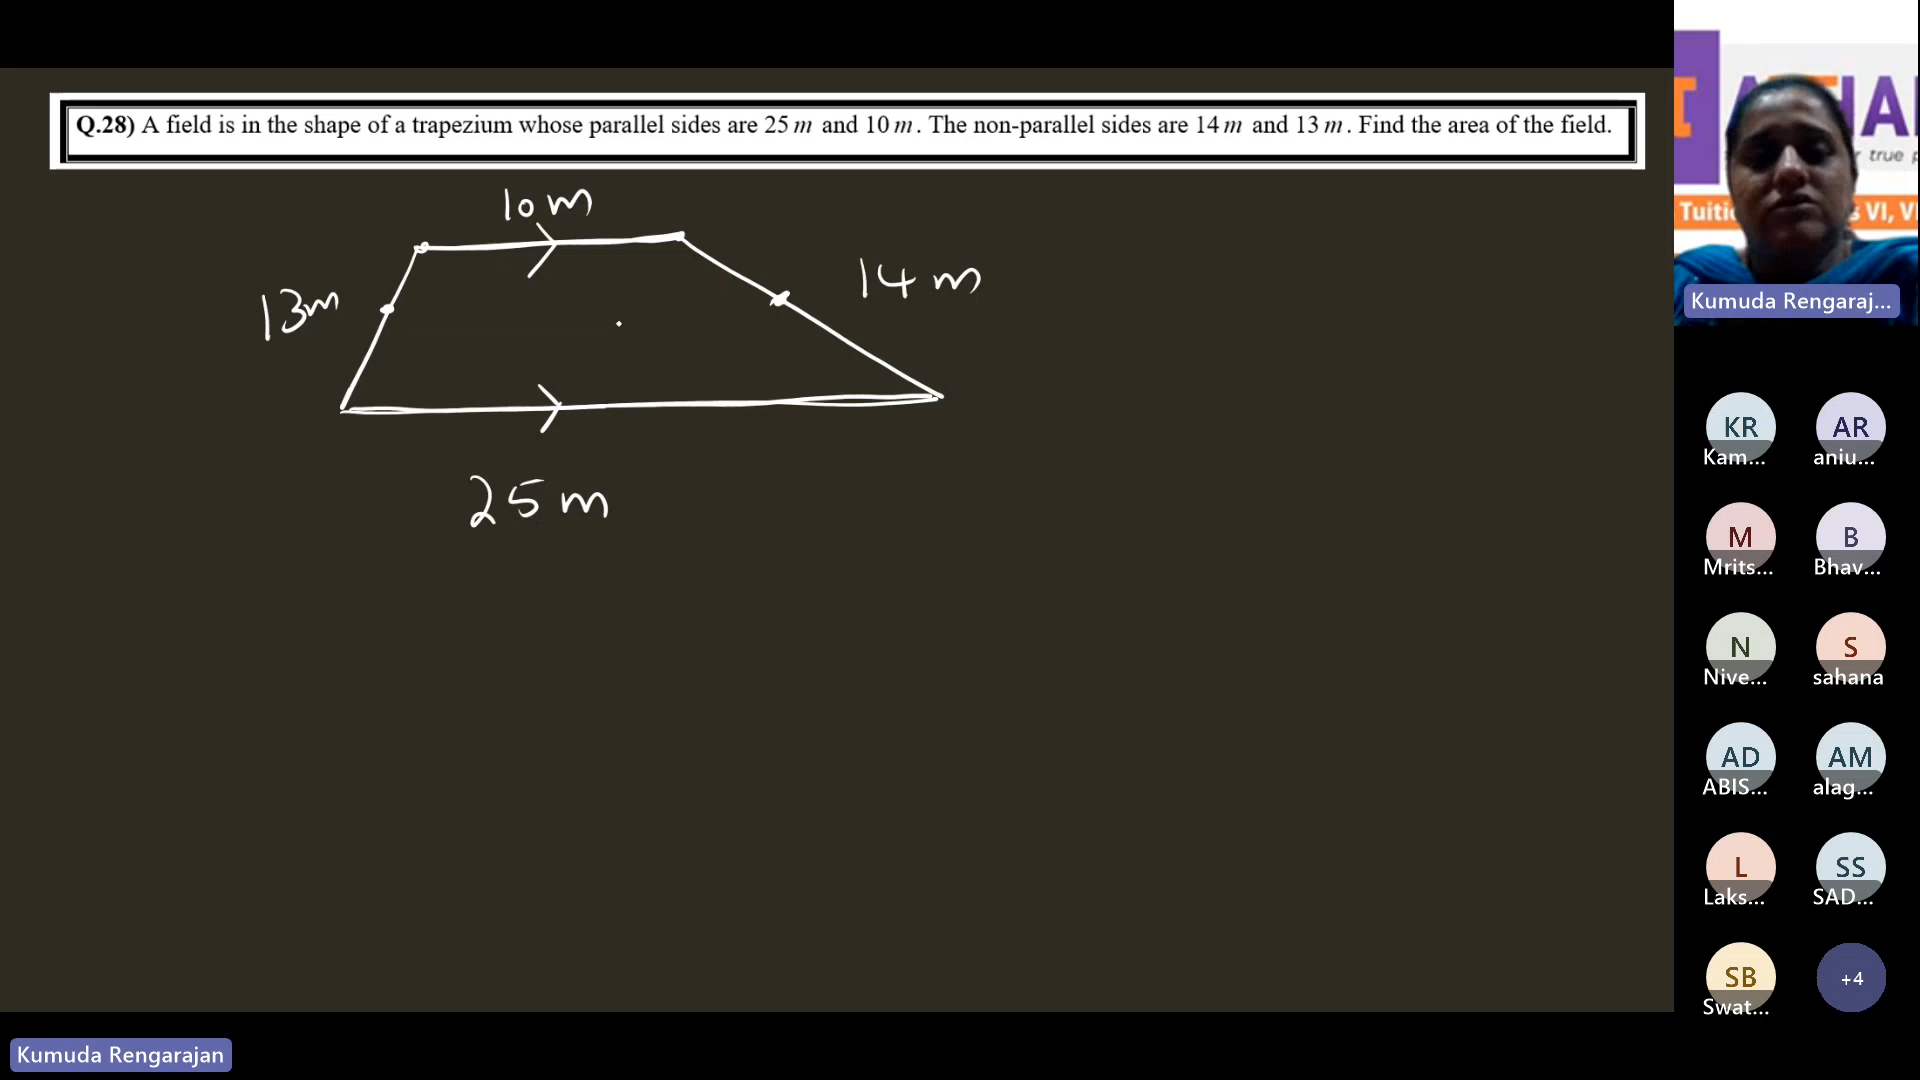 Q.28) A field is in the shape of a trapezium whose parallel sides are 25 m and 10 m. The non-parallel sides are 14 m and 13 m. Find the area of the field.
10 m
13m
14 m
25 m
true p
Tuiti
s VI, VI
Kumuda Rengaraj...
KR
Kam...
AR
aniu...
M
Mrits...
B
Bhav...
N
Nive...
S
sahana
AD
ABIS...
AM
alag...
L
Laks...
SS
SAD...
SB
Swat...
+4
Kumuda Rengarajan